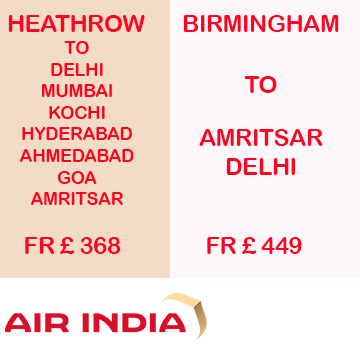 HEATHROW
TO
DELHI
MUMBAI
KOCHI
HYDERABAD
AHMEDABAD
GOA
AMRITSAR
FR £ 368
BIRMINGHAM
TO
AMRITSAR
DELHI
FR £ 449
AIR INDIA